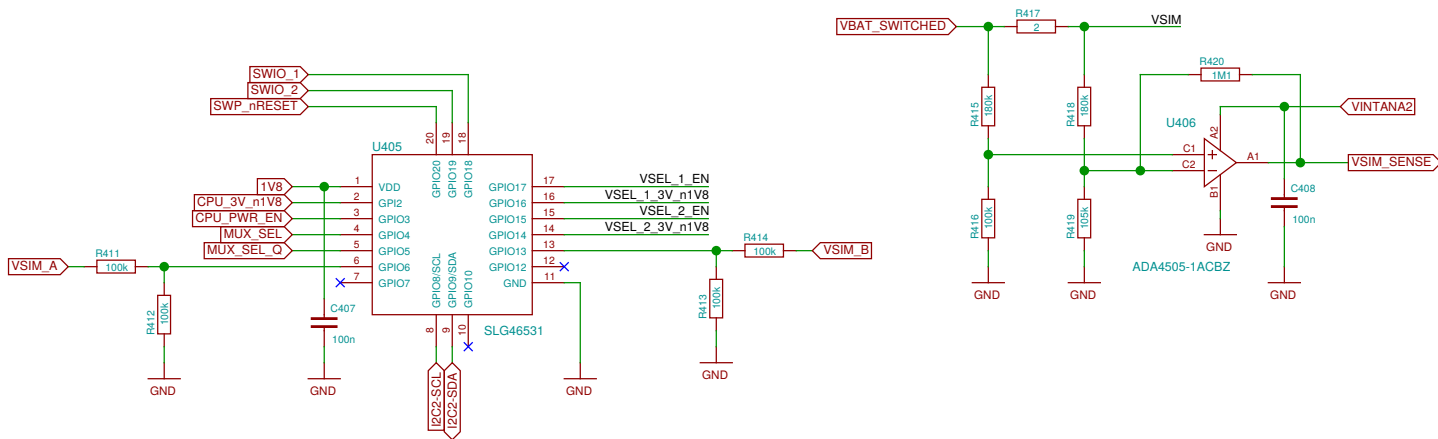 VBAT_SWITCHED
R417
2
VSIM
SWIO_1
SWIO_2
SWP_nRESET
R420
1M1
R415
180k
R418
180k
VINTANA2
U406
A2
C1
C2
A1
B1
VSIM_SENSE
C408
100n
R416
100k
R419
105k
GND
ADA4505-1ACBZ
GND
GND
GND
20
19
18
U405
GPIO20
GPIO19
GPIO18
1V8
1
VDD
GPIO17
17
VSEL_1_EN
CPU_3V_n1V8
2
GPI2
GPIO16
16
VSEL_1_3V_n1V8
CPU_PWR_EN
3
GPIO3
GPIO15
15
VSEL_2_EN
MUX_SEL
4
GPIO4
GPIO14
14
VSEL_2_3V_n1V8
MUX_SEL_Q
5
GPIO5
GPIO13
13
R414
100k
VSIM_B
VSIM_A
R411
100k
6
GPIO6
GPIO12
12
7
GPIO7
GND
11
GPIO8/SCL
GPIO9/SDA
GPIO10
R412
100k
C407
100n
R413
100k
8
9
10
SLG46531
I2C2-SCL
I2C2-SDA
GND
GND
GND
GND